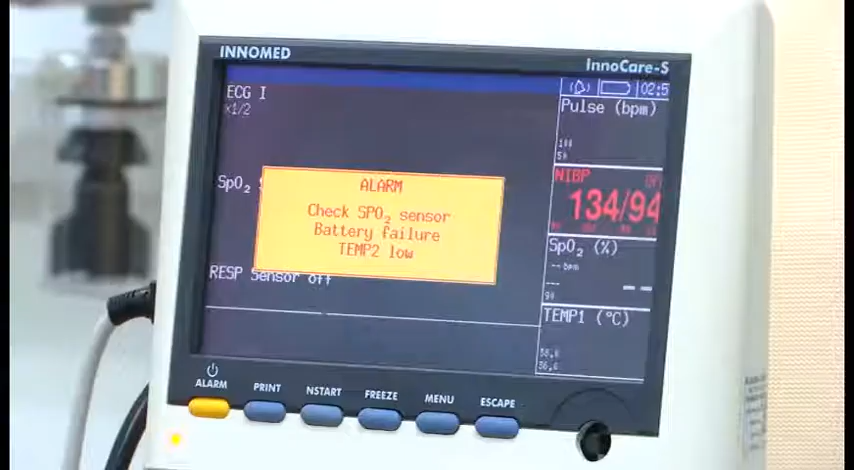 INNOMED
InnoCare-S
ECG I
x1/2
02:5
Pulse (bpm)
NIBP
134/94
SpO2
ALARM
Check SPO2 sensor
Battery failure
TEMP2 low
SpO2 (%)
--bpm
--
RESP Sensor off
TEMP1 (°C)
ALARM
PRINT
NSTART
FREEZE
MENU
ESCAPE